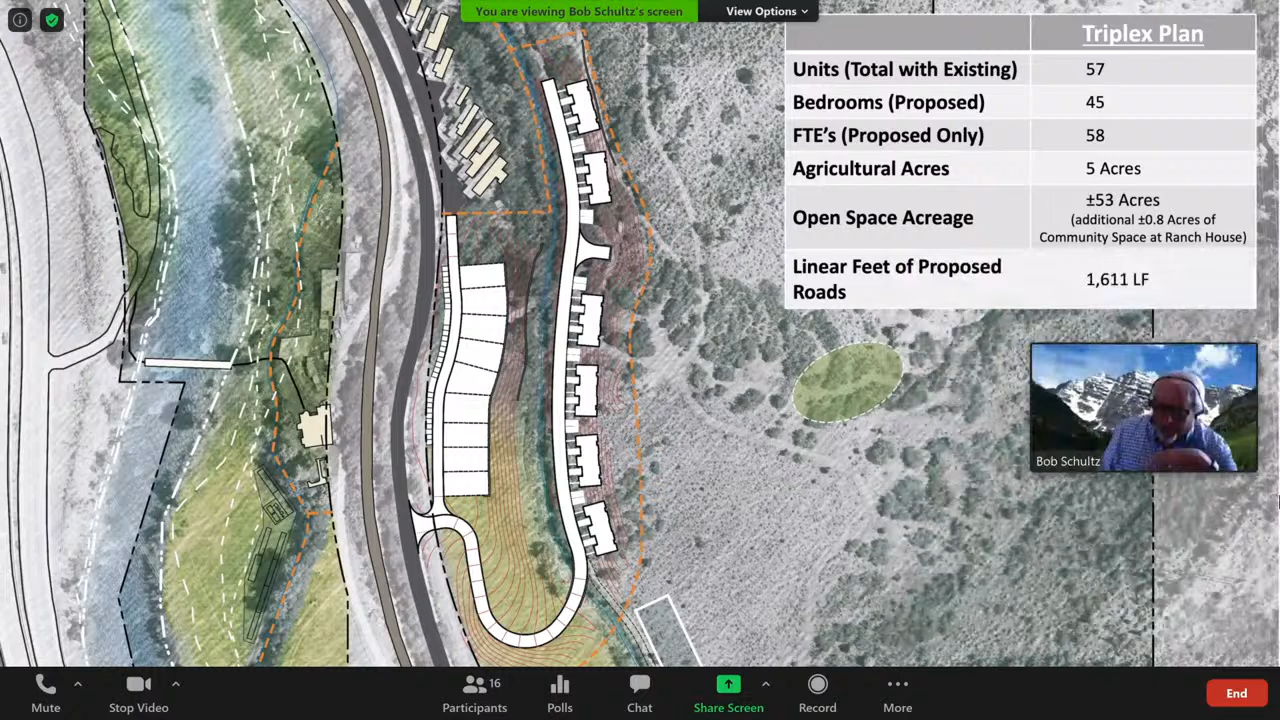 You are viewing Bob Schultz's screen
View Options
Triplex Plan
Units (Total with Existing) 57
Bedrooms (Proposed) 45
FTE's (Proposed Only) 58
Agricultural Acres 5 Acres
Open Space Acreage ±53 Acres
(additional ±0.8 Acres of
Community Space at Ranch House)
Linear Feet of Proposed
Roads 1,611 LF
Bob Schultz
Mute
Stop Video
16
Participants
Polls
Chat
Share Screen
Record
More
End